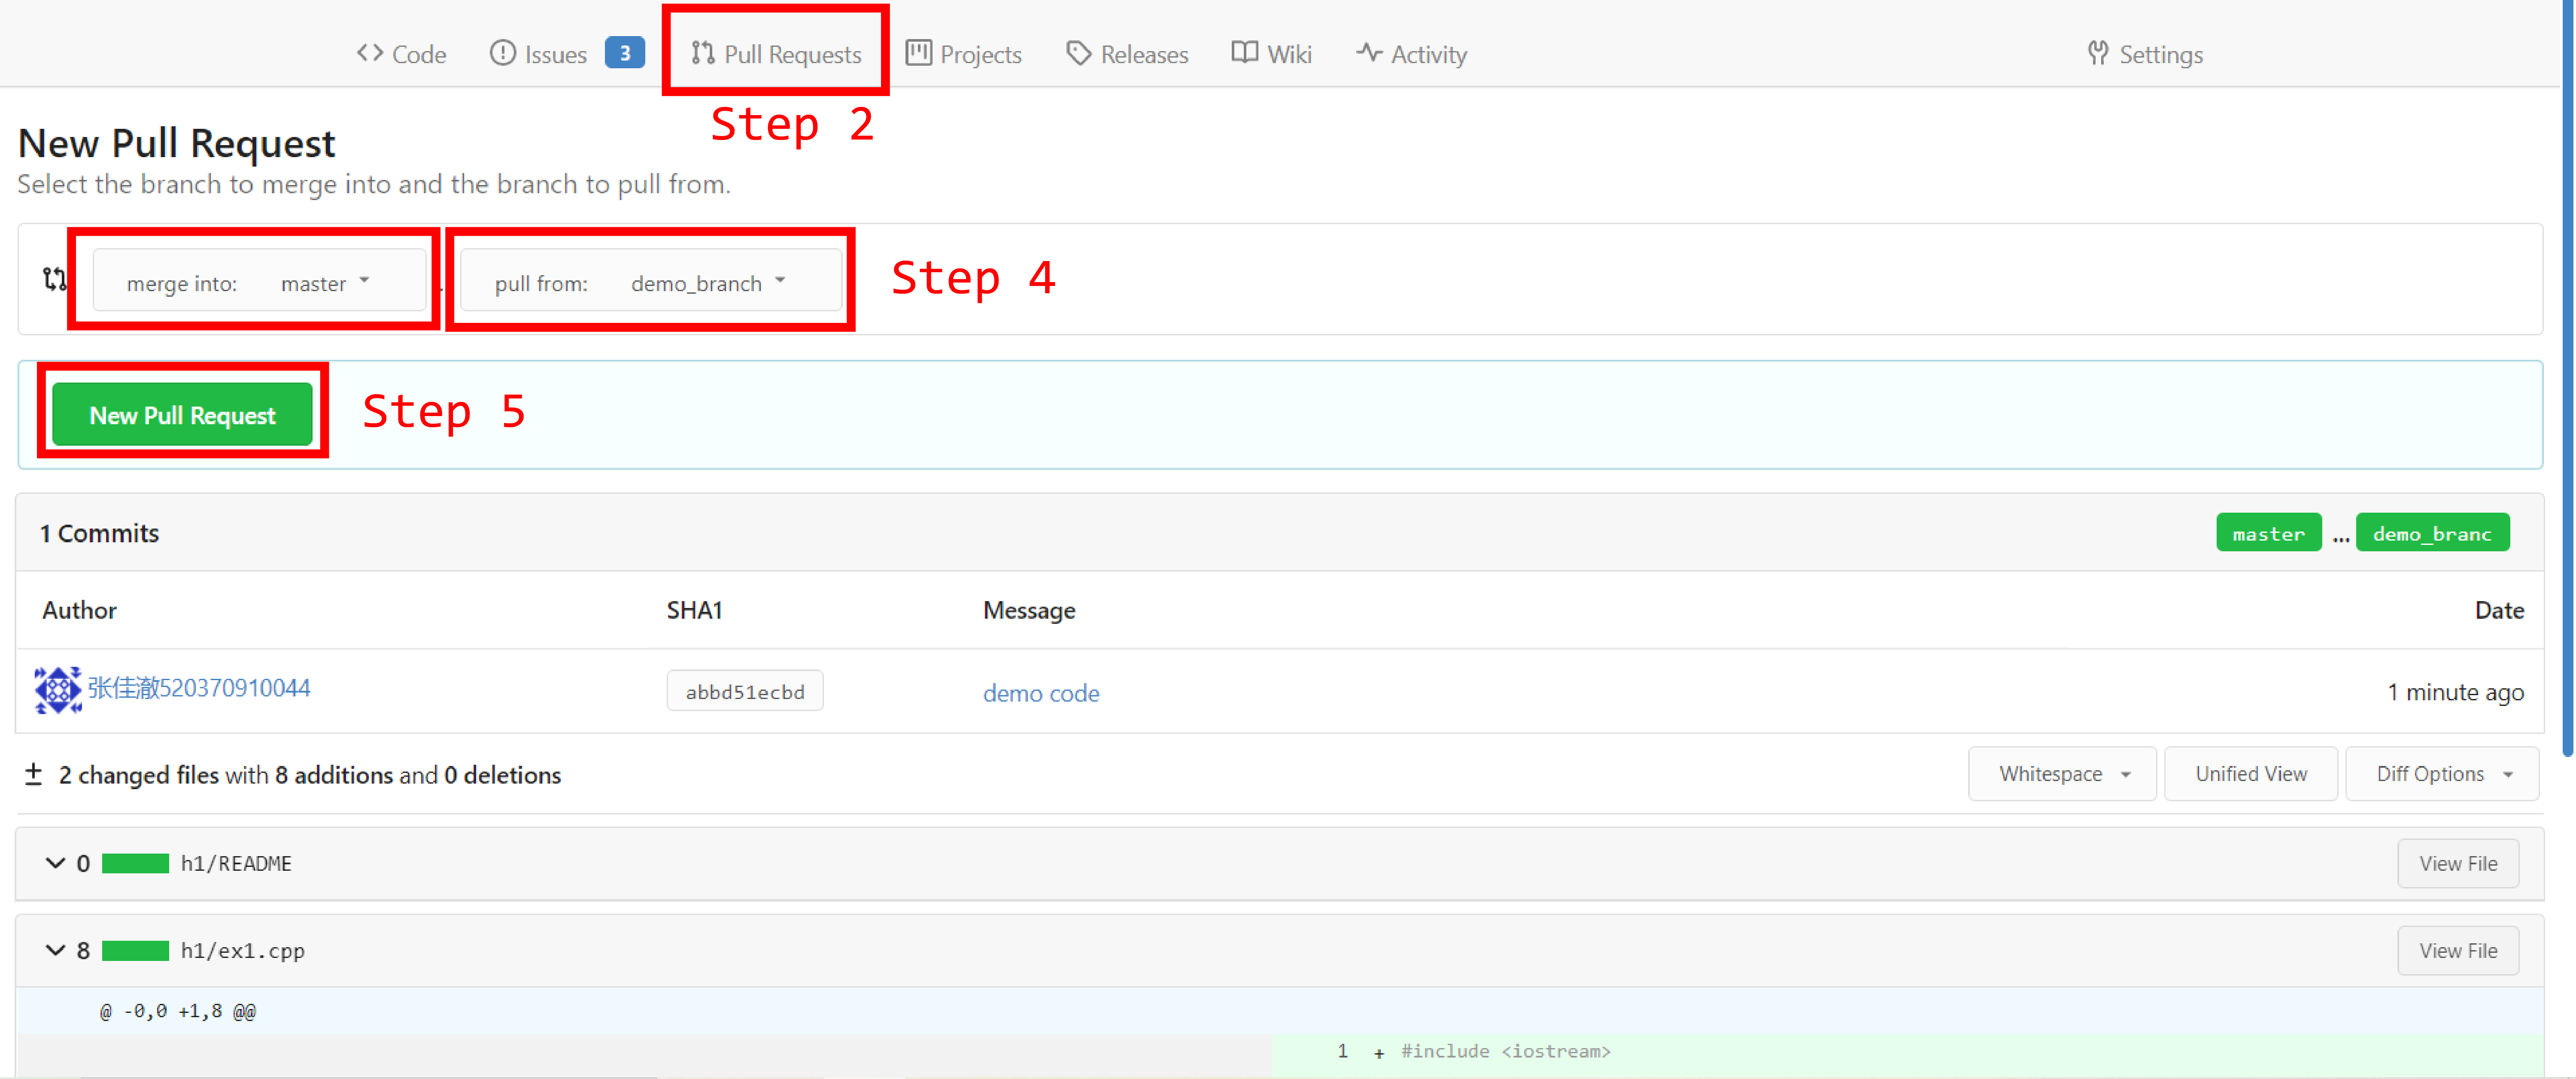 Code Issues 3 Pull Requests Projects Releases Wiki Activity Settings
Step 2
New Pull Request
Select the branch to merge into and the branch to pull from.
merge into: master pull from: demo_branch Step 4
New Pull Request Step 5
1 Commits master ... demo_branc
Author SHA1 Message Date
张佳澈520370910044 abbd51ecbd demo code 1 minute ago
2 changed files with 8 additions and 0 deletions Whitespace Unified View Diff Options
0 h1/README View File
8 h1/ex1.cpp View File
@ -0,0 +1,8 @@
1 + #include <iostream>